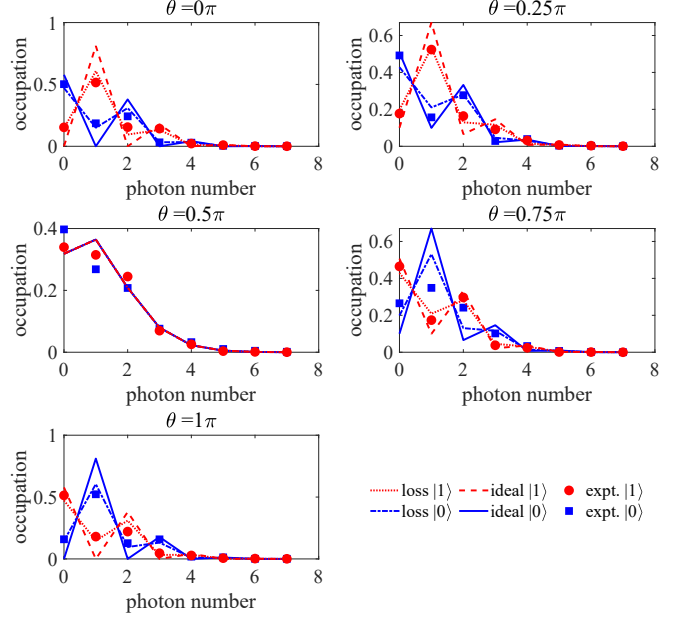 θ =0π
occupation
1
0.5
0
0 2 4 6 8
photon number
θ =0.25π
occupation
0.6
0.4
0.2
0
0 2 4 6 8
photon number
θ =0.5π
occupation
0.4
0.2
0
0 2 4 6 8
photon number
θ =0.75π
occupation
0.6
0.4
0.2
0
0 2 4 6 8
photon number
θ =1π
occupation
1
0.5
0
0 2 4 6 8
photon number
loss |1⟩ ideal |1⟩ expt. |1⟩
loss |0⟩ ideal |0⟩ expt. |0⟩